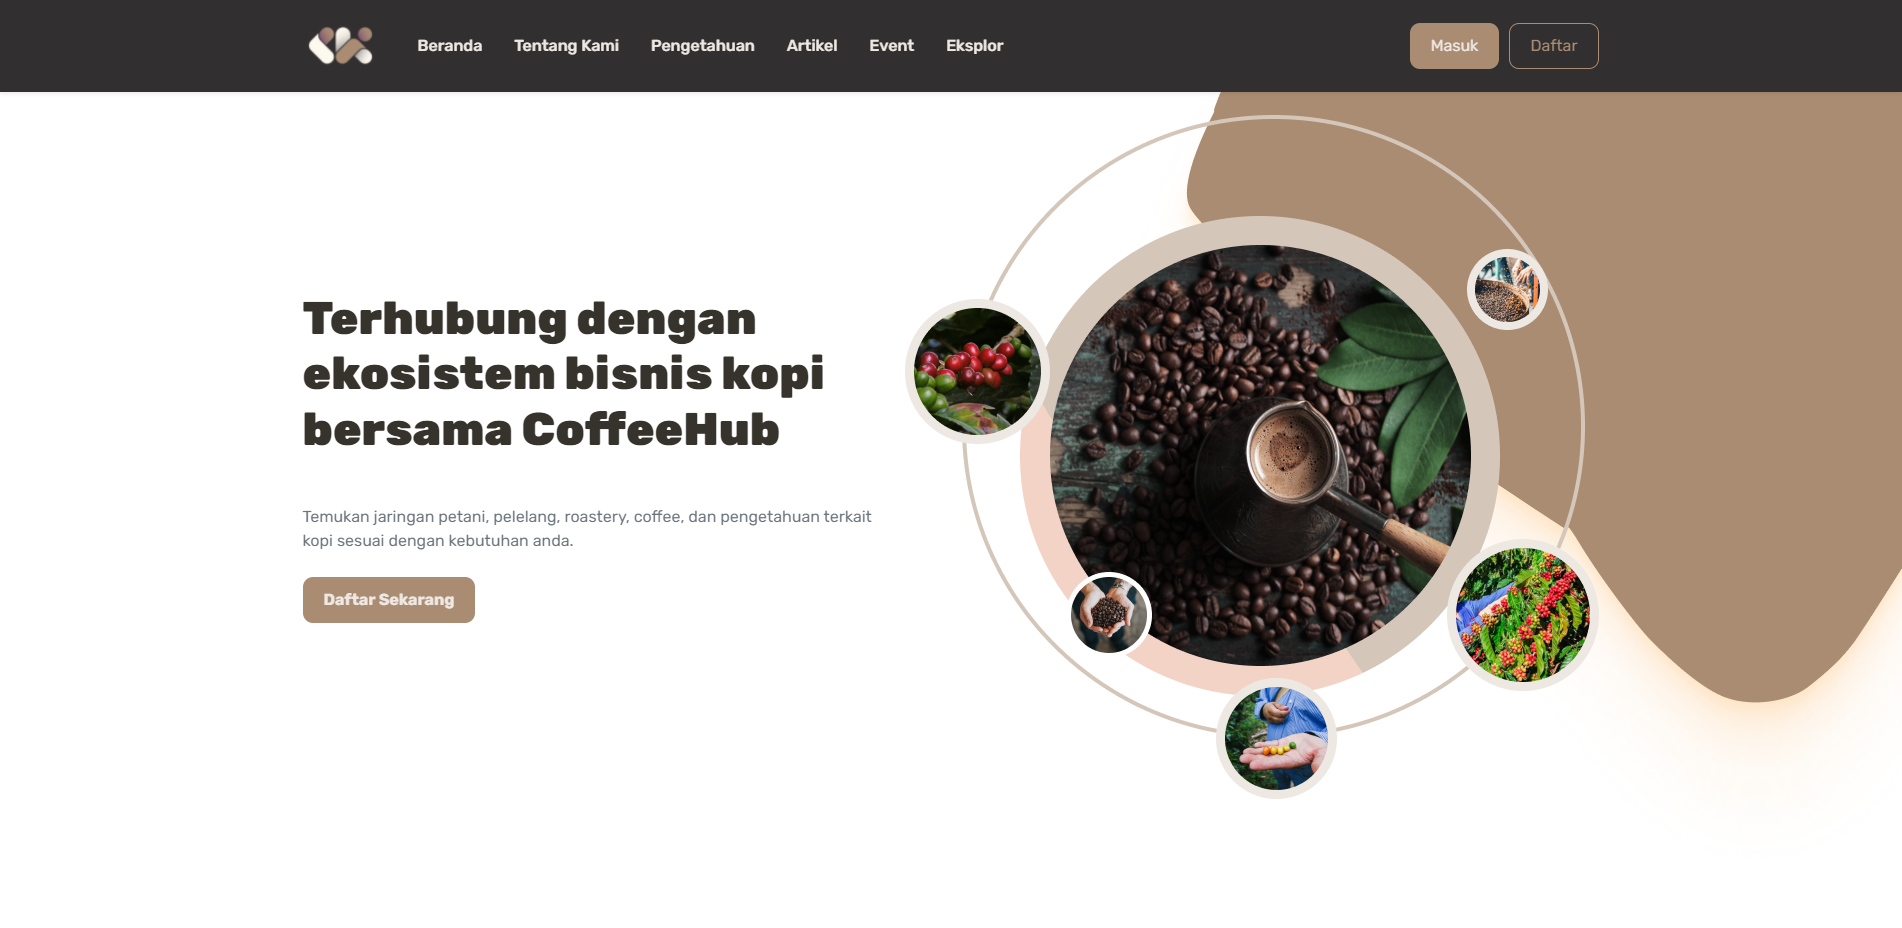 Beranda
Tentang Kami
Pengetahuan
Artikel
Event
Eksplor
Masuk
Daftar
Terhubung dengan
ekosistem bisnis kopi
bersama CoffeeHub
Temukan jaringan petani, pelelang, roastery, coffee, dan pengetahuan terkait
kopi sesuai dengan kebutuhan anda.
Daftar Sekarang